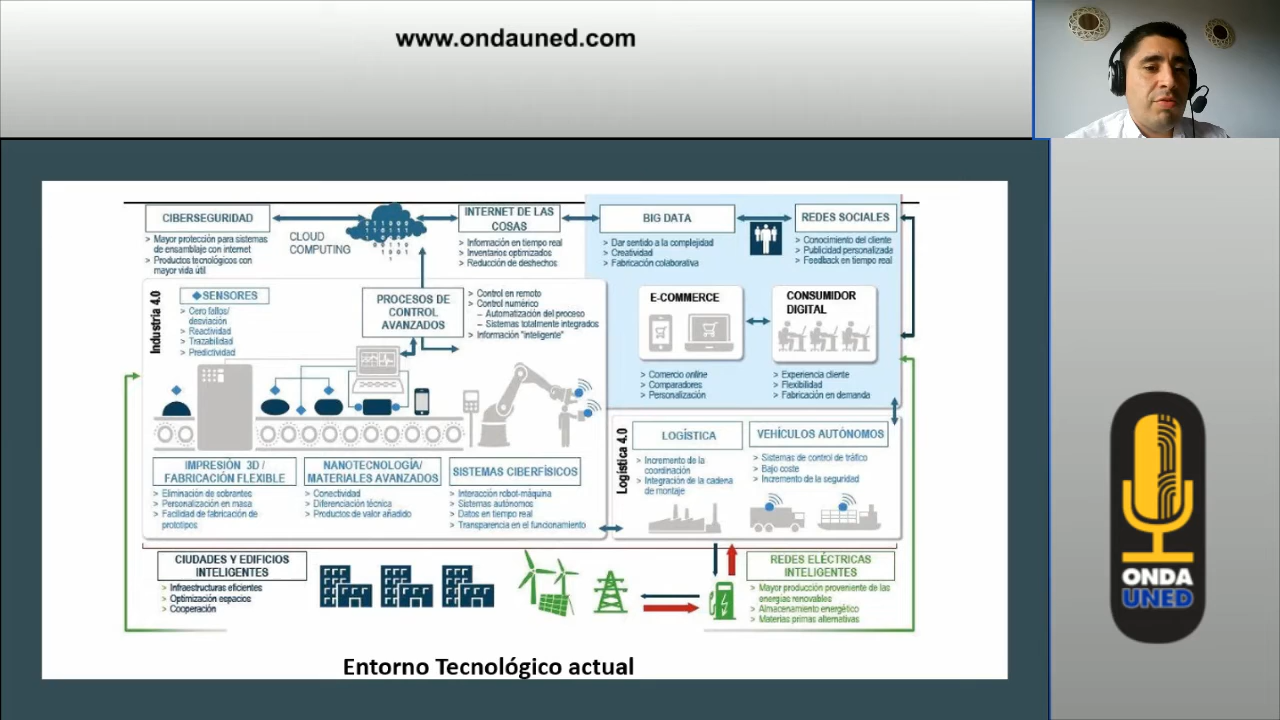 www.ondauned.com
CIBERSEGURIDAD
> Mayor protección para sistemas
de ensamblaje con internet
> Productos tecnológicos con
mayor vida útil
CLOUD
COMPUTING
INTERNET DE LAS
COSAS
> Información en tiempo real
> Inventarios optimizados
> Reducción de deshechos
BIG DATA
> Dar sentido a la complejidad
> Creatividad
> Fabricación colaborativa
REDES SOCIALES
> Conocimiento del cliente
> Publicidad personalizada
> Feedback en tiempo real
Industria 4.0
SENSORES
> Cero fallos/
desviación
> Reactividad
> Trazabilidad
> Predictividad
PROCESOS DE
CONTROL
AVANZADOS
> Control en remoto
> Control numérico
– Automatización del proceso
– Sistemas totalmente integrados
> Información "inteligente"
E-COMMERCE
> Comercio online
> Comparadores
> Personalización
CONSUMIDOR
DIGITAL
> Experiencia cliente
> Flexibilidad
> Fabricación en demanda
IMPRESIÓN 3D /
FABRICACIÓN FLEXIBLE
> Eliminación de sobrantes
> Personalización en masa
> Facilidad de fabricación de
prototipos
NANOTECNOLOGÍA/
MATERIALES AVANZADOS
> Conectividad
> Diferenciación técnica
> Productos de valor añadido
SISTEMAS CIBERFÍSICOS
> Interacción robot-máquina
> Sistemas autónomos
> Datos en tiempo real
> Transparencia en el funcionamiento
Logística 4.0
LOGÍSTICA
> Incremento de la
coordinación
> Integración de la cadena
de montaje
VEHÍCULOS AUTÓNOMOS
> Sistemas de control de tráfico
> Bajo coste
> Incremento de la seguridad
CIUDADES Y EDIFICIOS
INTELIGENTES
> Infraestructuras eficientes
> Optimización espacios
> Cooperación
REDES ELÉCTRICAS
INTELIGENTES
> Mayor producción proveniente de las
energías renovables
> Almacenamiento energético
> Materias primas alternativas
Entorno Tecnológico actual
ONDA
UNED